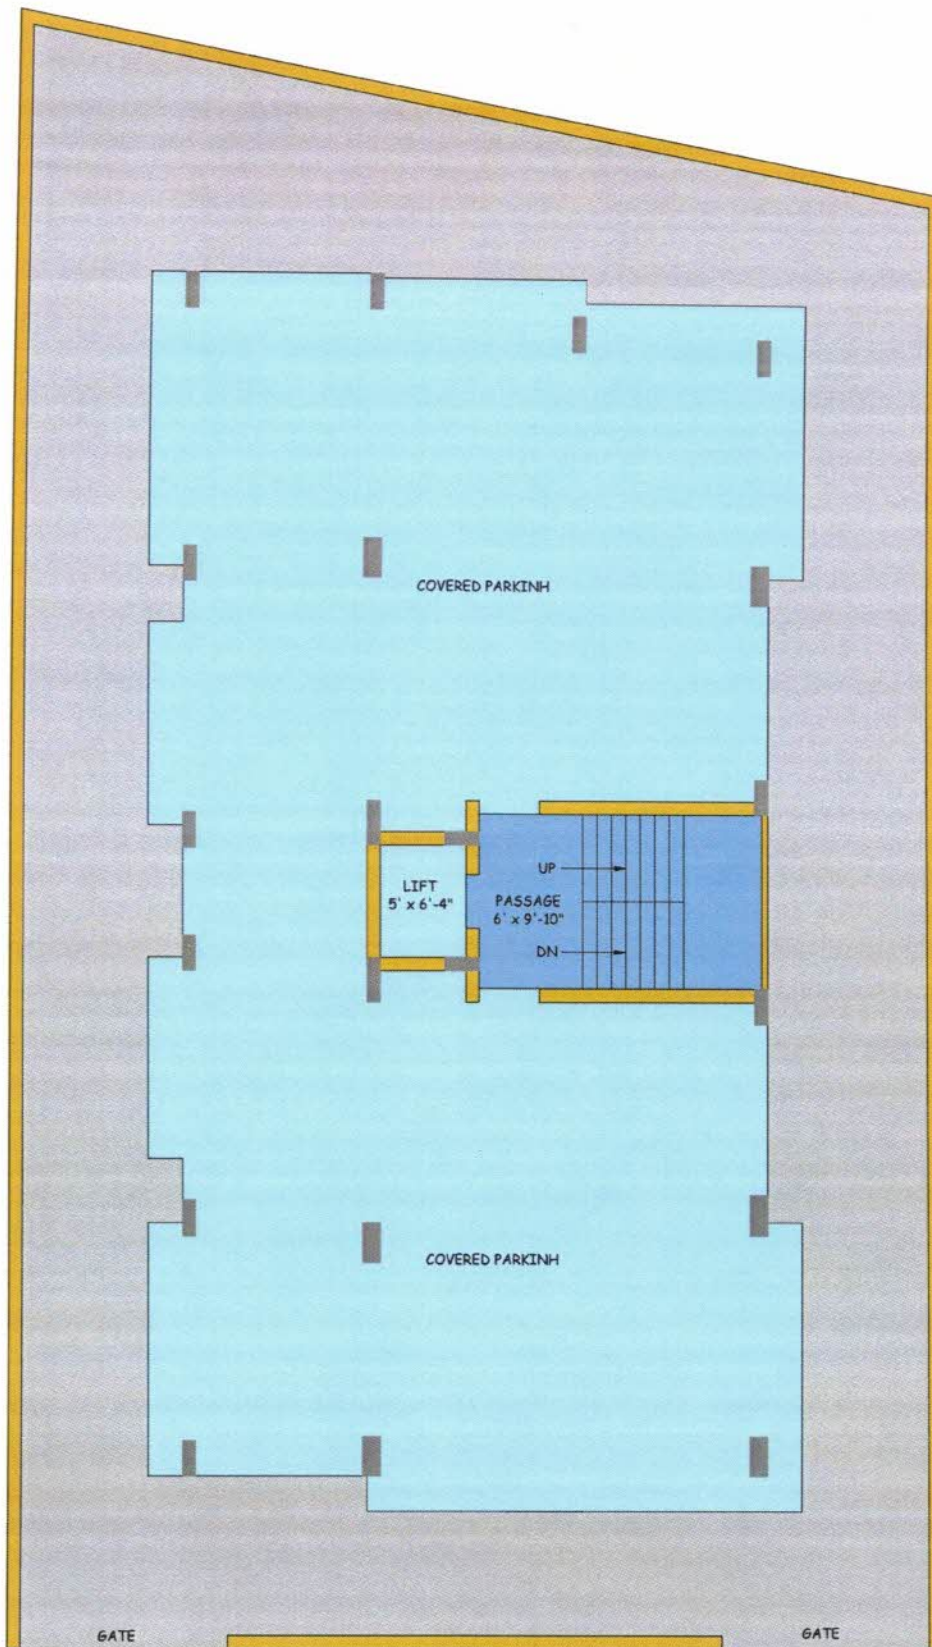 COVERED PARKINH
LIFT
5' x 6'-4"
UP
PASSAGE
6' x 9'-10"
DN
COVERED PARKINH
GATE
GATE